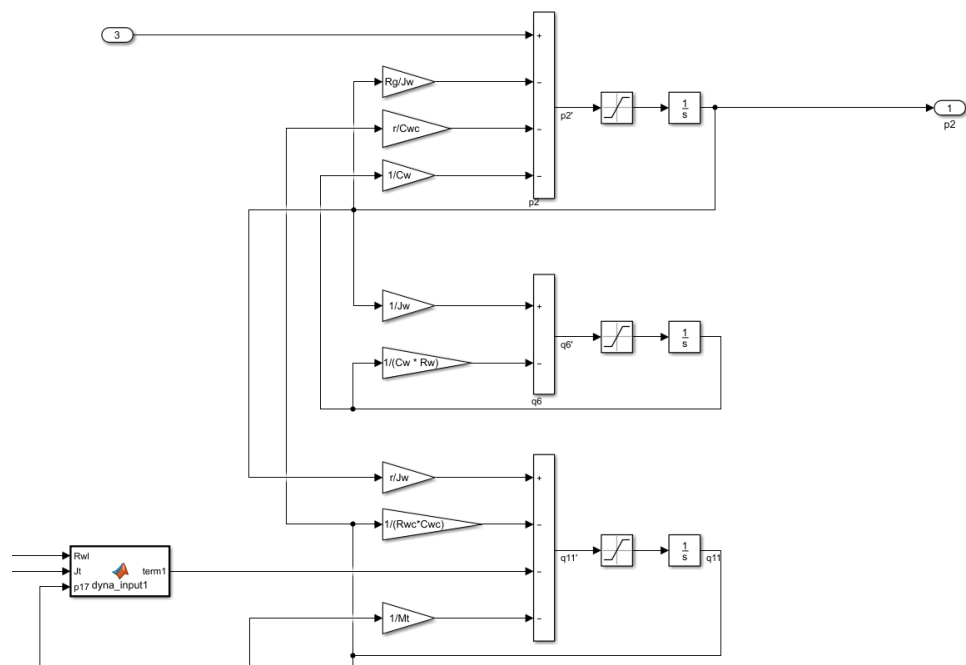 3
+
Rg/Jw
−
r/Cwc
−
1/Cw
−
p2'
1
s
1
p2
p2
1/Jw
+
1/(Cw * Rw)
−
q6'
1
s
q6
r/Jw
+
1/(Rwc*Cwc)
−
q11'
1
s
q11
Rwl
Jt
p17
term1
dyna_input1
−
1/Mt
−